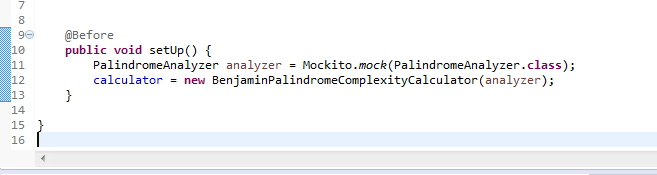 7
8
9 @Before
10 public void setUp() {
11 PalindromeAnalyzer analyzer = Mockito.mock(PalindromeAnalyzer.class);
12 calculator = new BenjaminPalindromeComplexityCalculator(analyzer);
13 }
14
15 }
16